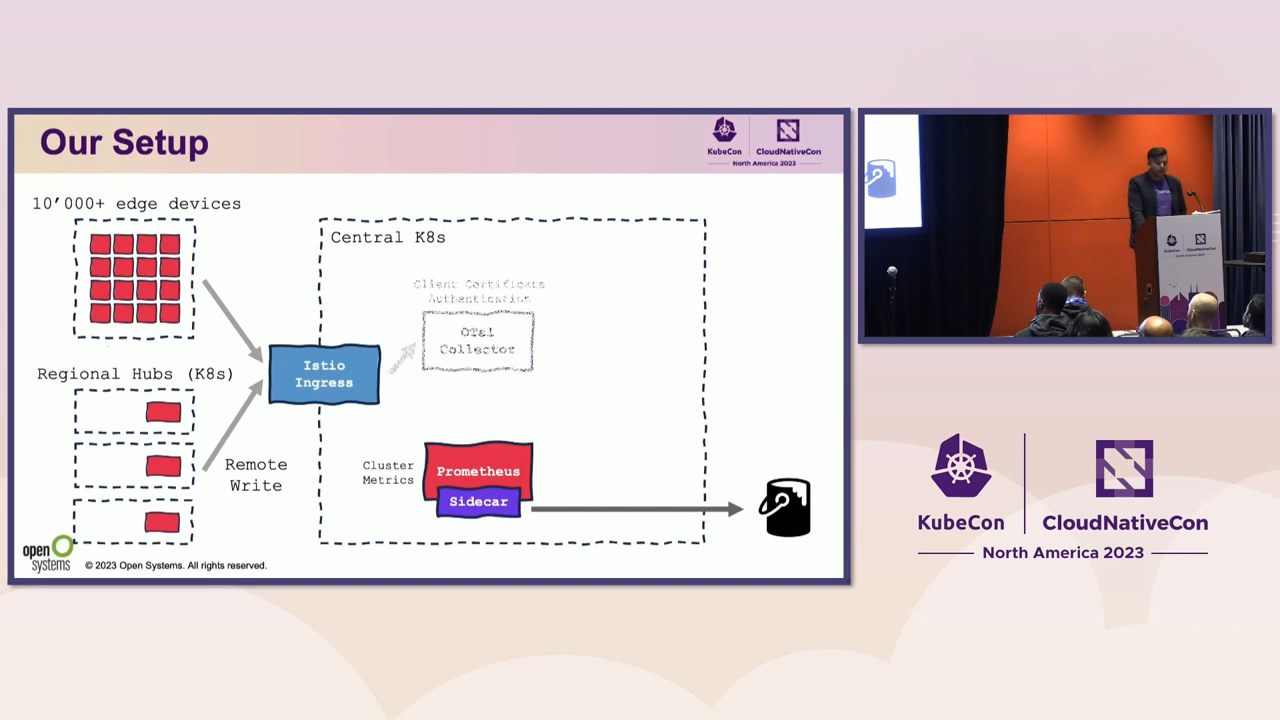 Our Setup
KubeCon
CloudNativeCon
North America 2023
10'000+ edge devices
Central K8s
Client Certificate
Authentication
OTel
Collector
Istio
Ingress
Regional Hubs (K8s)
Remote
Write
Cluster
Metrics
Prometheus
Sidecar
open
systems
© 2023 Open Systems. All rights reserved.
KubeCon
CloudNativeCon
North America 2023